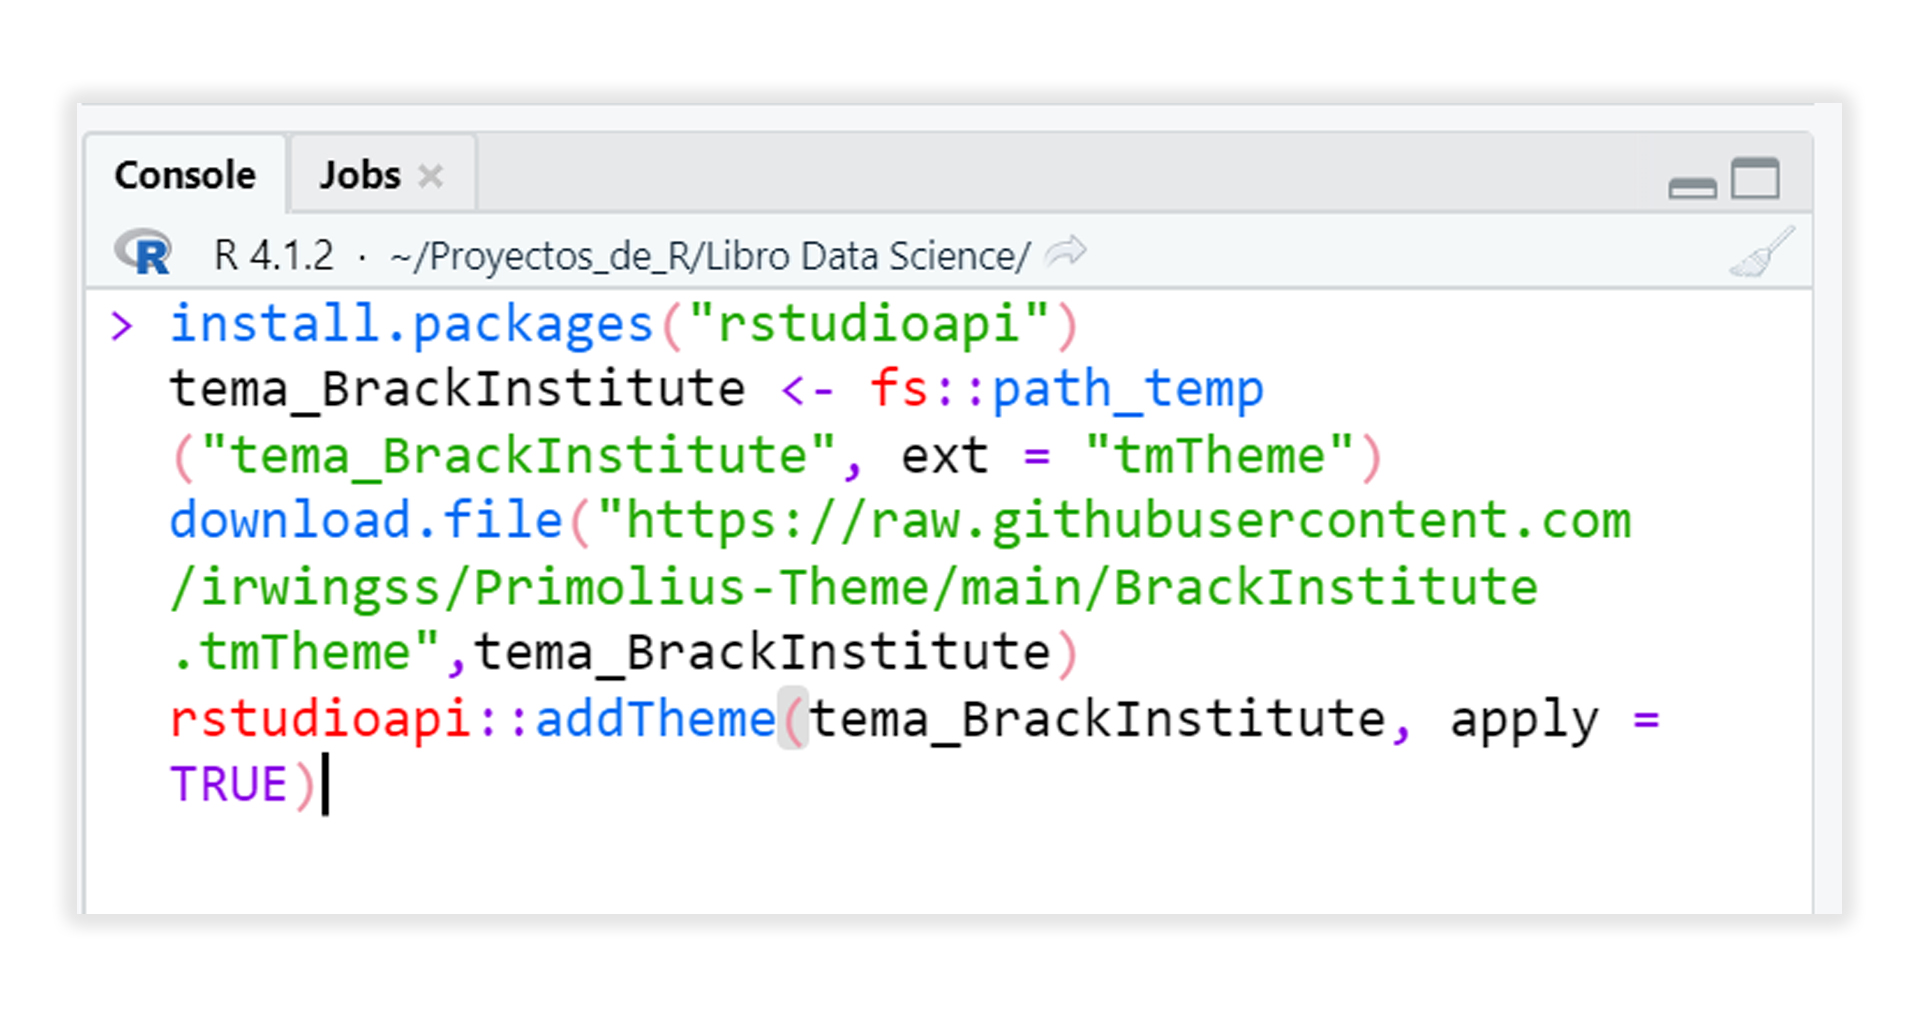 Console Jobs
R R 4.1.2 · ~/Proyectos_de_R/Libro Data Science/
> install.packages("rstudioapi")
tema_BrackInstitute <- fs::path_temp
("tema_BrackInstitute", ext = "tmTheme")
download.file("https://raw.githubusercontent.com
/irwingss/Primolius-Theme/main/BrackInstitute
.tmTheme",tema_BrackInstitute)
rstudioapi::addTheme(tema_BrackInstitute, apply =
TRUE)